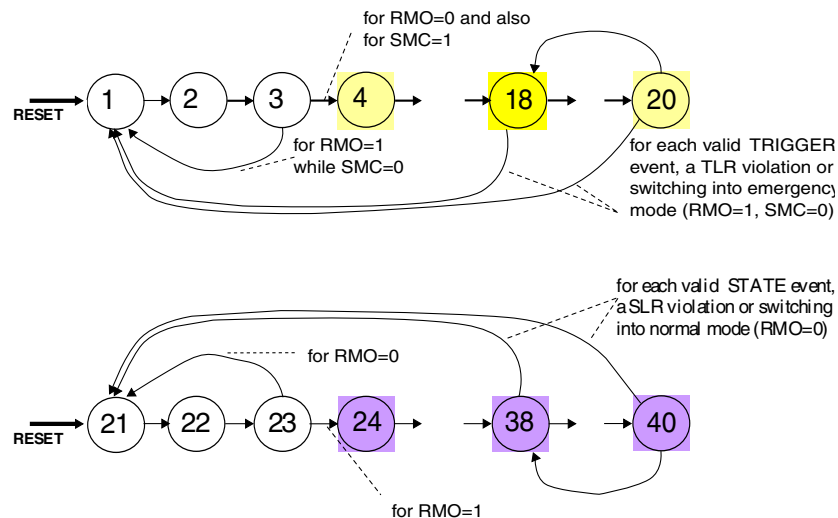 for RMO=0 and also
for SMC=1
RESET
1
2
3
4
18
20
for RMO=1
while SMC=0
for each valid TRIGGER
event, a TLR violation or
switching into emergency
mode (RMO=1, SMC=0)
for each valid STATE event,
a SLR violation or switching
into normal mode (RMO=0)
for RMO=0
RESET
21
22
23
24
38
40
for RMO=1